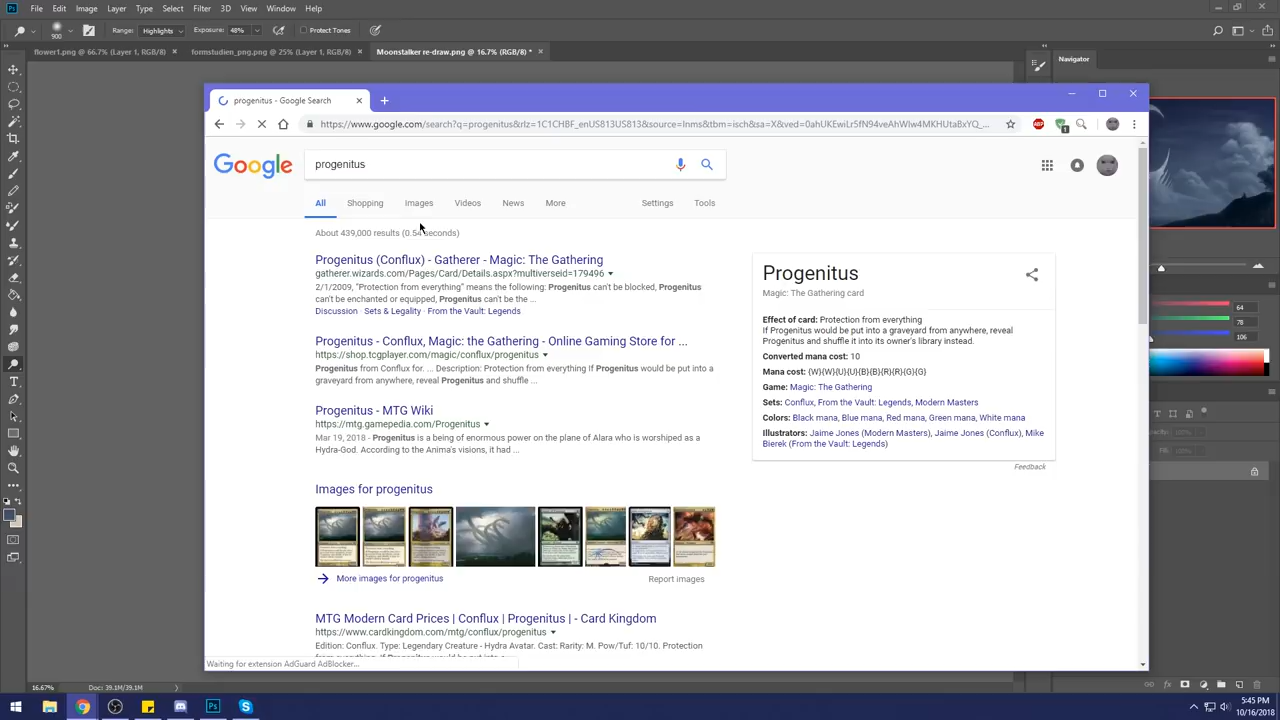 File Edit Image Layer Type Select Filter 3D View Window Help
900 Range: Highlights Exposure: 48% Protect Tones
flower1.png @ 66.7% (Layer 1, RGB/8) × formstudien_png.png @ 25% (Layer 1, RGB/8) × Moonstalker re-draw.png @ 16.7% (RGB/8) * ×
Navigator
progenitus - Google Search
https://www.google.com/search?q=progenitus&rlz=1C1CHBF_enUS813US813&source=lnms&tbm=isch&sa=X&ved=0ahUKEwiLr5fN94veAhWlw4MKHUtaBxYQ_...
Google
progenitus
All Shopping Images Videos News More Settings Tools
About 439,000 results (0.54 seconds)
Progenitus (Conflux) - Gatherer - Magic: The Gathering
gatherer.wizards.com/Pages/Card/Details.aspx?multiverseid=179496
2/1/2009, "Protection from everything" means the following: Progenitus can't be blocked, Progenitus
can't be enchanted or equipped, Progenitus can't be the ...
Discussion · Sets & Legality · From the Vault: Legends
Progenitus - Conflux, Magic: the Gathering - Online Gaming Store for ...
https://shop.tcgplayer.com/magic/conflux/progenitus
Progenitus from Conflux for. ... Description: Protection from everything If Progenitus would be put into a
graveyard from anywhere, reveal Progenitus and shuffle ...
Progenitus - MTG Wiki
https://mtg.gamepedia.com/Progenitus
Mar 19, 2018 - Progenitus is a being of enormous power on the plane of Alara who is worshiped as a
Hydra-God. According to the Anima's visions, it had ...
Images for progenitus
More images for progenitus Report images
MTG Modern Card Prices | Conflux | Progenitus | - Card Kingdom
https://www.cardkingdom.com/mtg/conflux/progenitus
Edition: Conflux. Type: Legendary Creature - Hydra Avatar. Cast: Rarity: M. Pow/Tuf: 10/10. Protection
Progenitus
Magic: The Gathering card
Effect of card: Protection from everything
If Progenitus would be put into a graveyard from anywhere, reveal
Progenitus and shuffle it into its owner's library instead.
Converted mana cost: 10
Mana cost: {W}{W}{U}{U}{B}{B}{R}{R}{G}{G}
Game: Magic: The Gathering
Sets: Conflux, From the Vault: Legends, Modern Masters
Colors: Black mana, Blue mana, Red mana, Green mana, White mana
Illustrators: Jaime Jones (Modern Masters), Jaime Jones (Conflux), Mike
Bierek (From the Vault: Legends)
Feedback
64
78
106
Waiting for extension AdGuard AdBlocker...
16.67% Doc: 39.1M/39.1M
5:45 PM
10/16/2018